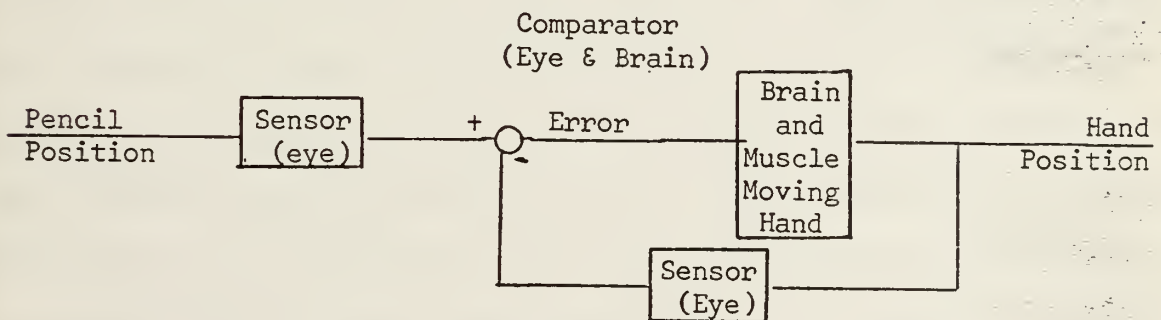 Comparator
(Eye & Brain)
Pencil
Position
Sensor
(eye)
+
Error
-
Brain
and
Muscle
Moving
Hand
Hand
Position
Sensor
(Eye)